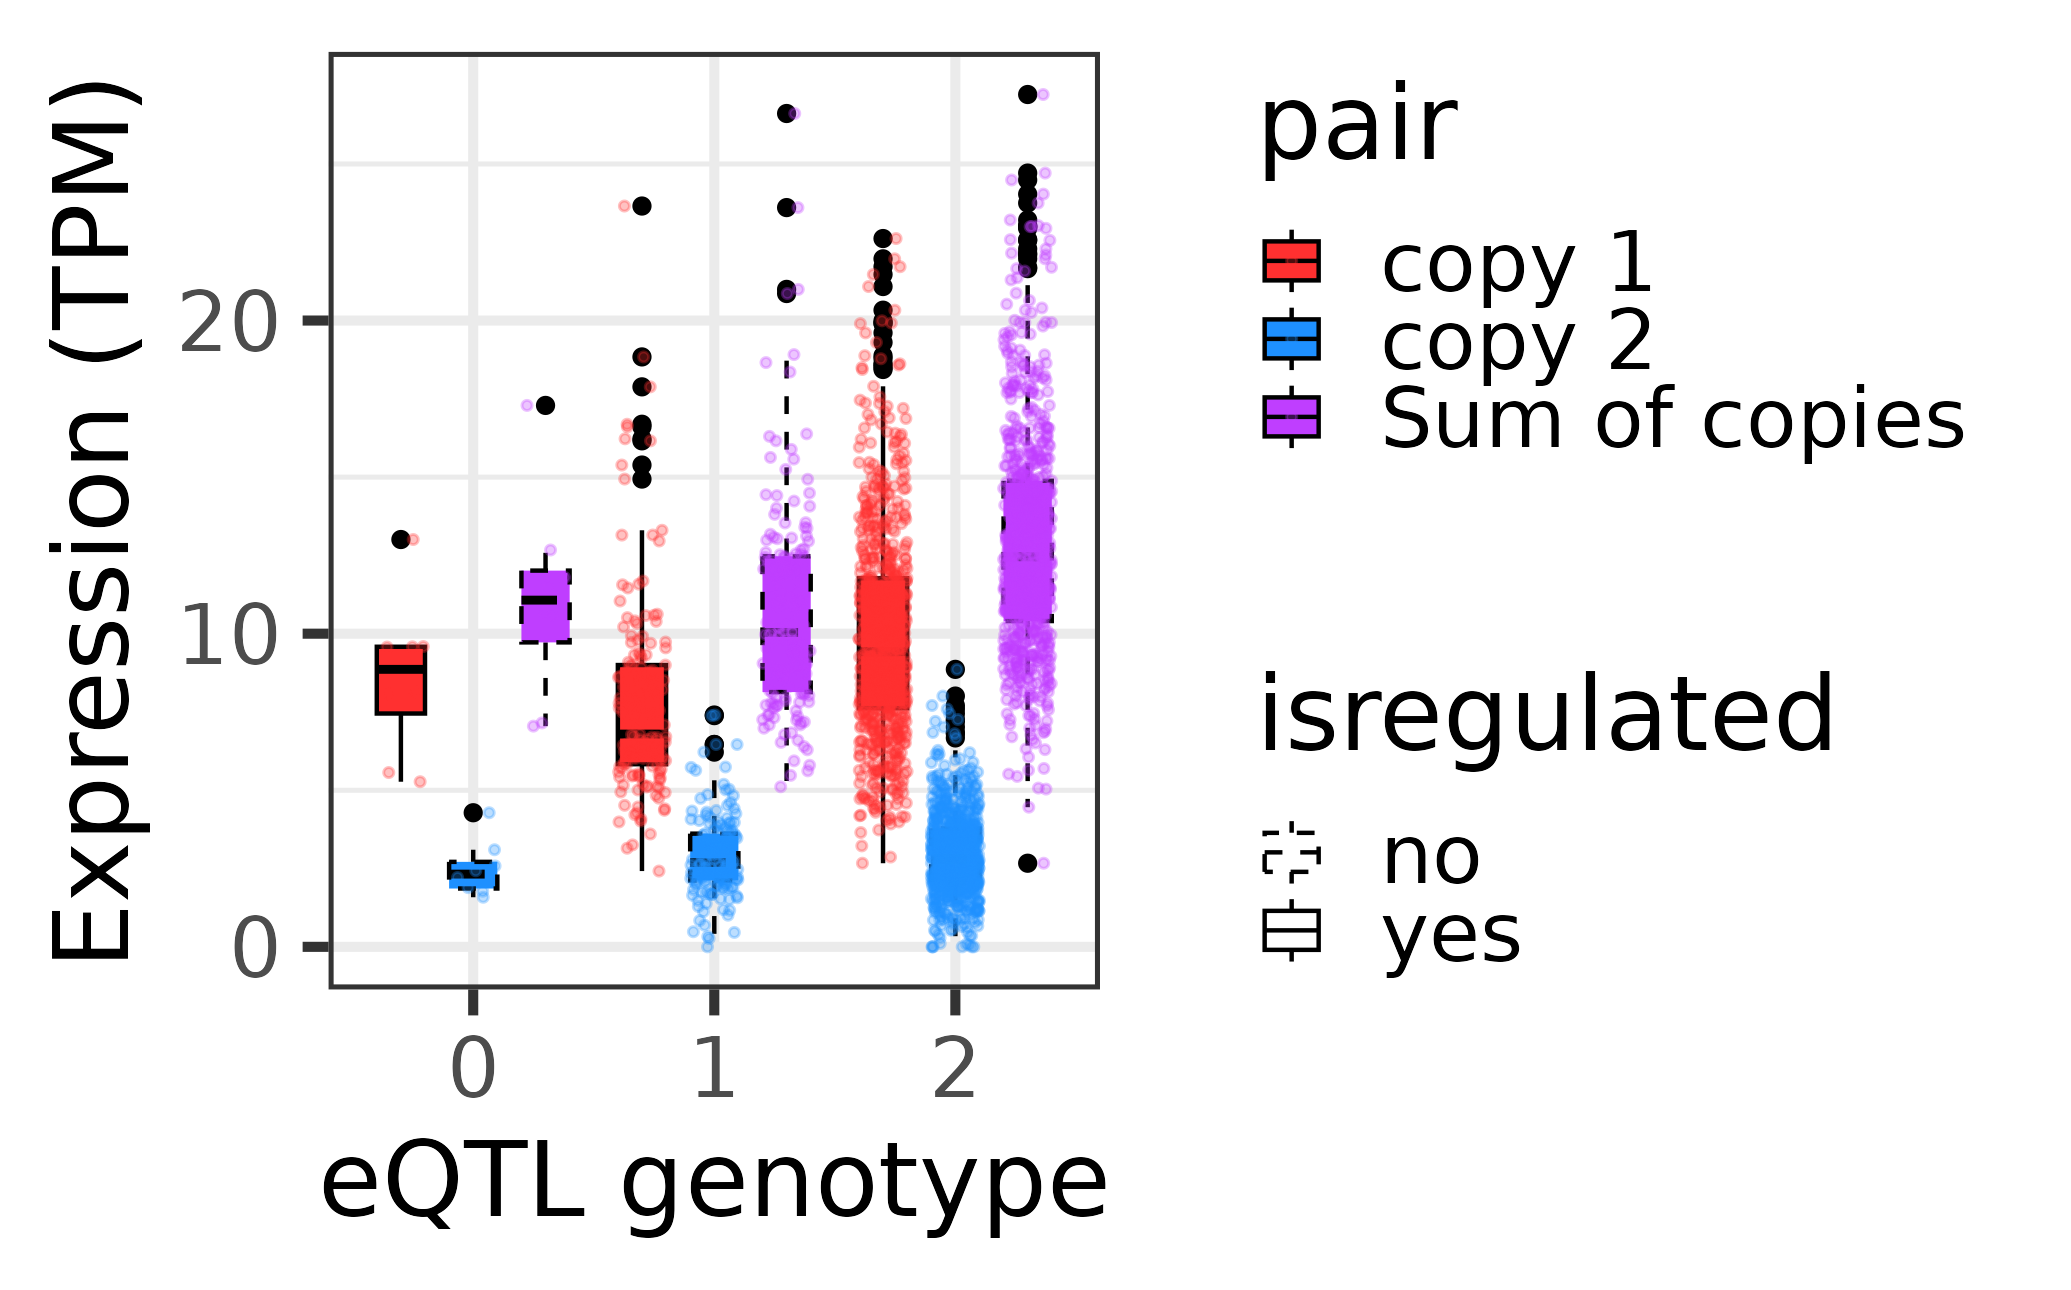 Expression (TPM)
20
10
0
0 1 2
eQTL genotype
pair
copy 1
copy 2
Sum of copies
isregulated
no
yes